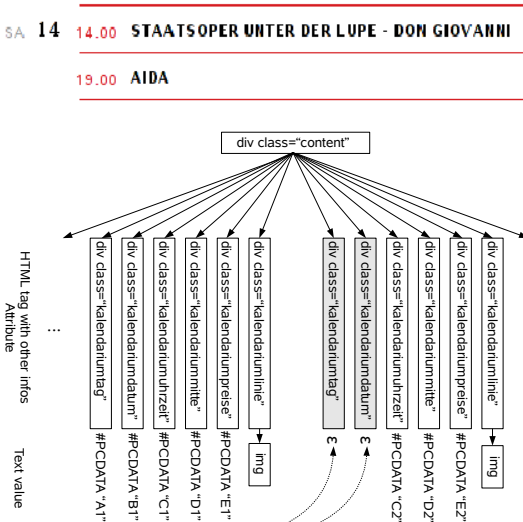 SA 14 14.00 STAATSOPER UNTER DER LUPE - DON GIOVANNI
19.00 AIDA
div class="content"
HTML tag with other infos
Attribute
...
div class="kalendariumtag"
div class="kalendariumdatum"
div class="kalendariumuhrzeit"
div class="kalendariummitte"
div class="kalendariumpreise"
div class="kalendariumlinie"
div class="kalendariumtag"
div class="kalendariumdatum"
div class="kalendariumuhrzeit"
div class="kalendariummitte"
div class="kalendariumpreise"
div class="kalendariumlinie"
Text value
#PCDATA "A1"
#PCDATA "B1"
#PCDATA "C1"
#PCDATA "D1"
#PCDATA "E1"
img
ε
ε
#PCDATA "C2"
#PCDATA "D2"
#PCDATA "E2"
img